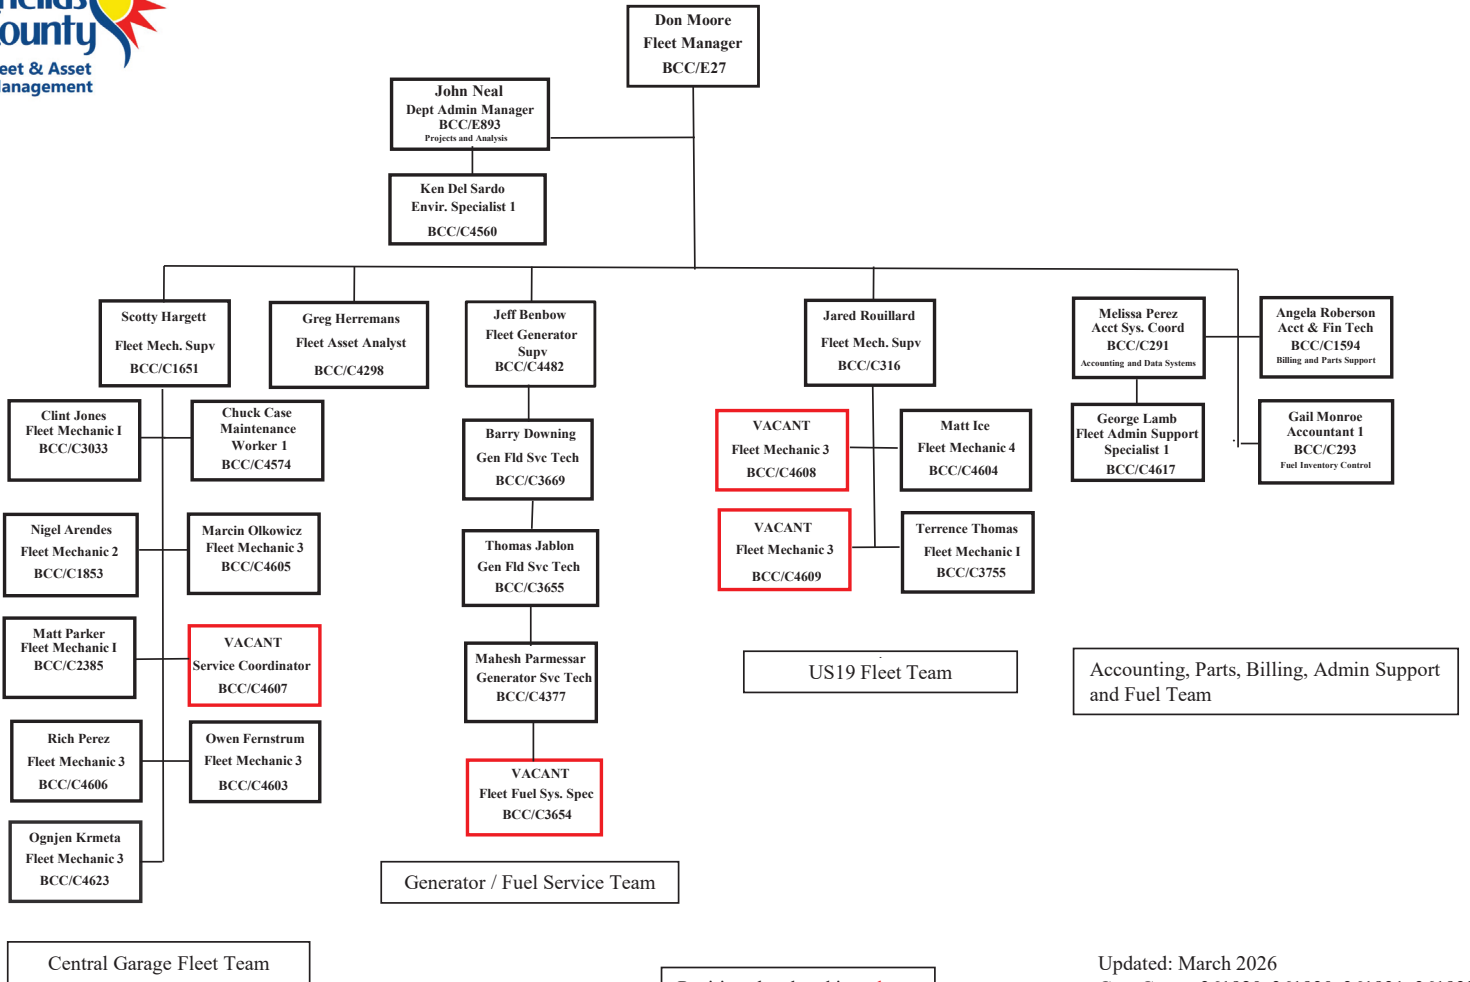 County
Don Moore
Fleet Manager
BCC/E27
John Neal
Dept Admin Manager
BCC/E893
Projects and Analysis
Ken Del Sardo
Envir. Specialist 1
BCC/C4560
Scotty Hargett
Fleet Mech. Supv
BCC/C1651
Greg Herremans
Fleet Asset Analyst
BCC/C4298
Jeff Benbow
Fleet Generator
Supv
BCC/C4482
Jared Rouillard
Fleet Mech. Supv
BCC/C316
Melissa Perez
Acct Sys. Coord
BCC/C291
Accounting and Data Systems
Angela Roberson
Acct & Fin Tech
BCC/C1594
Billing and Parts Support
Clint Jones
Fleet Mechanic I
BCC/C3033
Chuck Case
Maintenance
Worker 1
BCC/C4574
Barry Downing
Gen Fld Svc Tech
BCC/C3669
VACANT
Fleet Mechanic 3
BCC/C4608
Matt Ice
Fleet Mechanic 4
BCC/C4604
George Lamb
Fleet Admin Support
Specialist 1
BCC/C4617
Gail Monroe
Accountant 1
BCC/C293
Fuel Inventory Control
Nigel Arendes
Fleet Mechanic 2
BCC/C1853
Marcin Olkowicz
Fleet Mechanic 3
BCC/C4605
Thomas Jablon
Gen Fld Svc Tech
BCC/C3655
VACANT
Fleet Mechanic 3
BCC/C4609
Terrence Thomas
Fleet Mechanic I
BCC/C3755
Matt Parker
Fleet Mechanic I
BCC/C2385
VACANT
Service Coordinator
BCC/C4607
Mahesh Parmessar
Generator Svc Tech
BCC/C4377
US19 Fleet Team
Accounting, Parts, Billing, Admin Support
and Fuel Team
Rich Perez
Fleet Mechanic 3
BCC/C4606
Owen Fernstrum
Fleet Mechanic 3
BCC/C4603
VACANT
Fleet Fuel Sys. Spec
BCC/C3654
Ognjen Krmeta
Fleet Mechanic 3
BCC/C4623
Generator / Fuel Service Team
Central Garage Fleet Team
Updated: March 2026